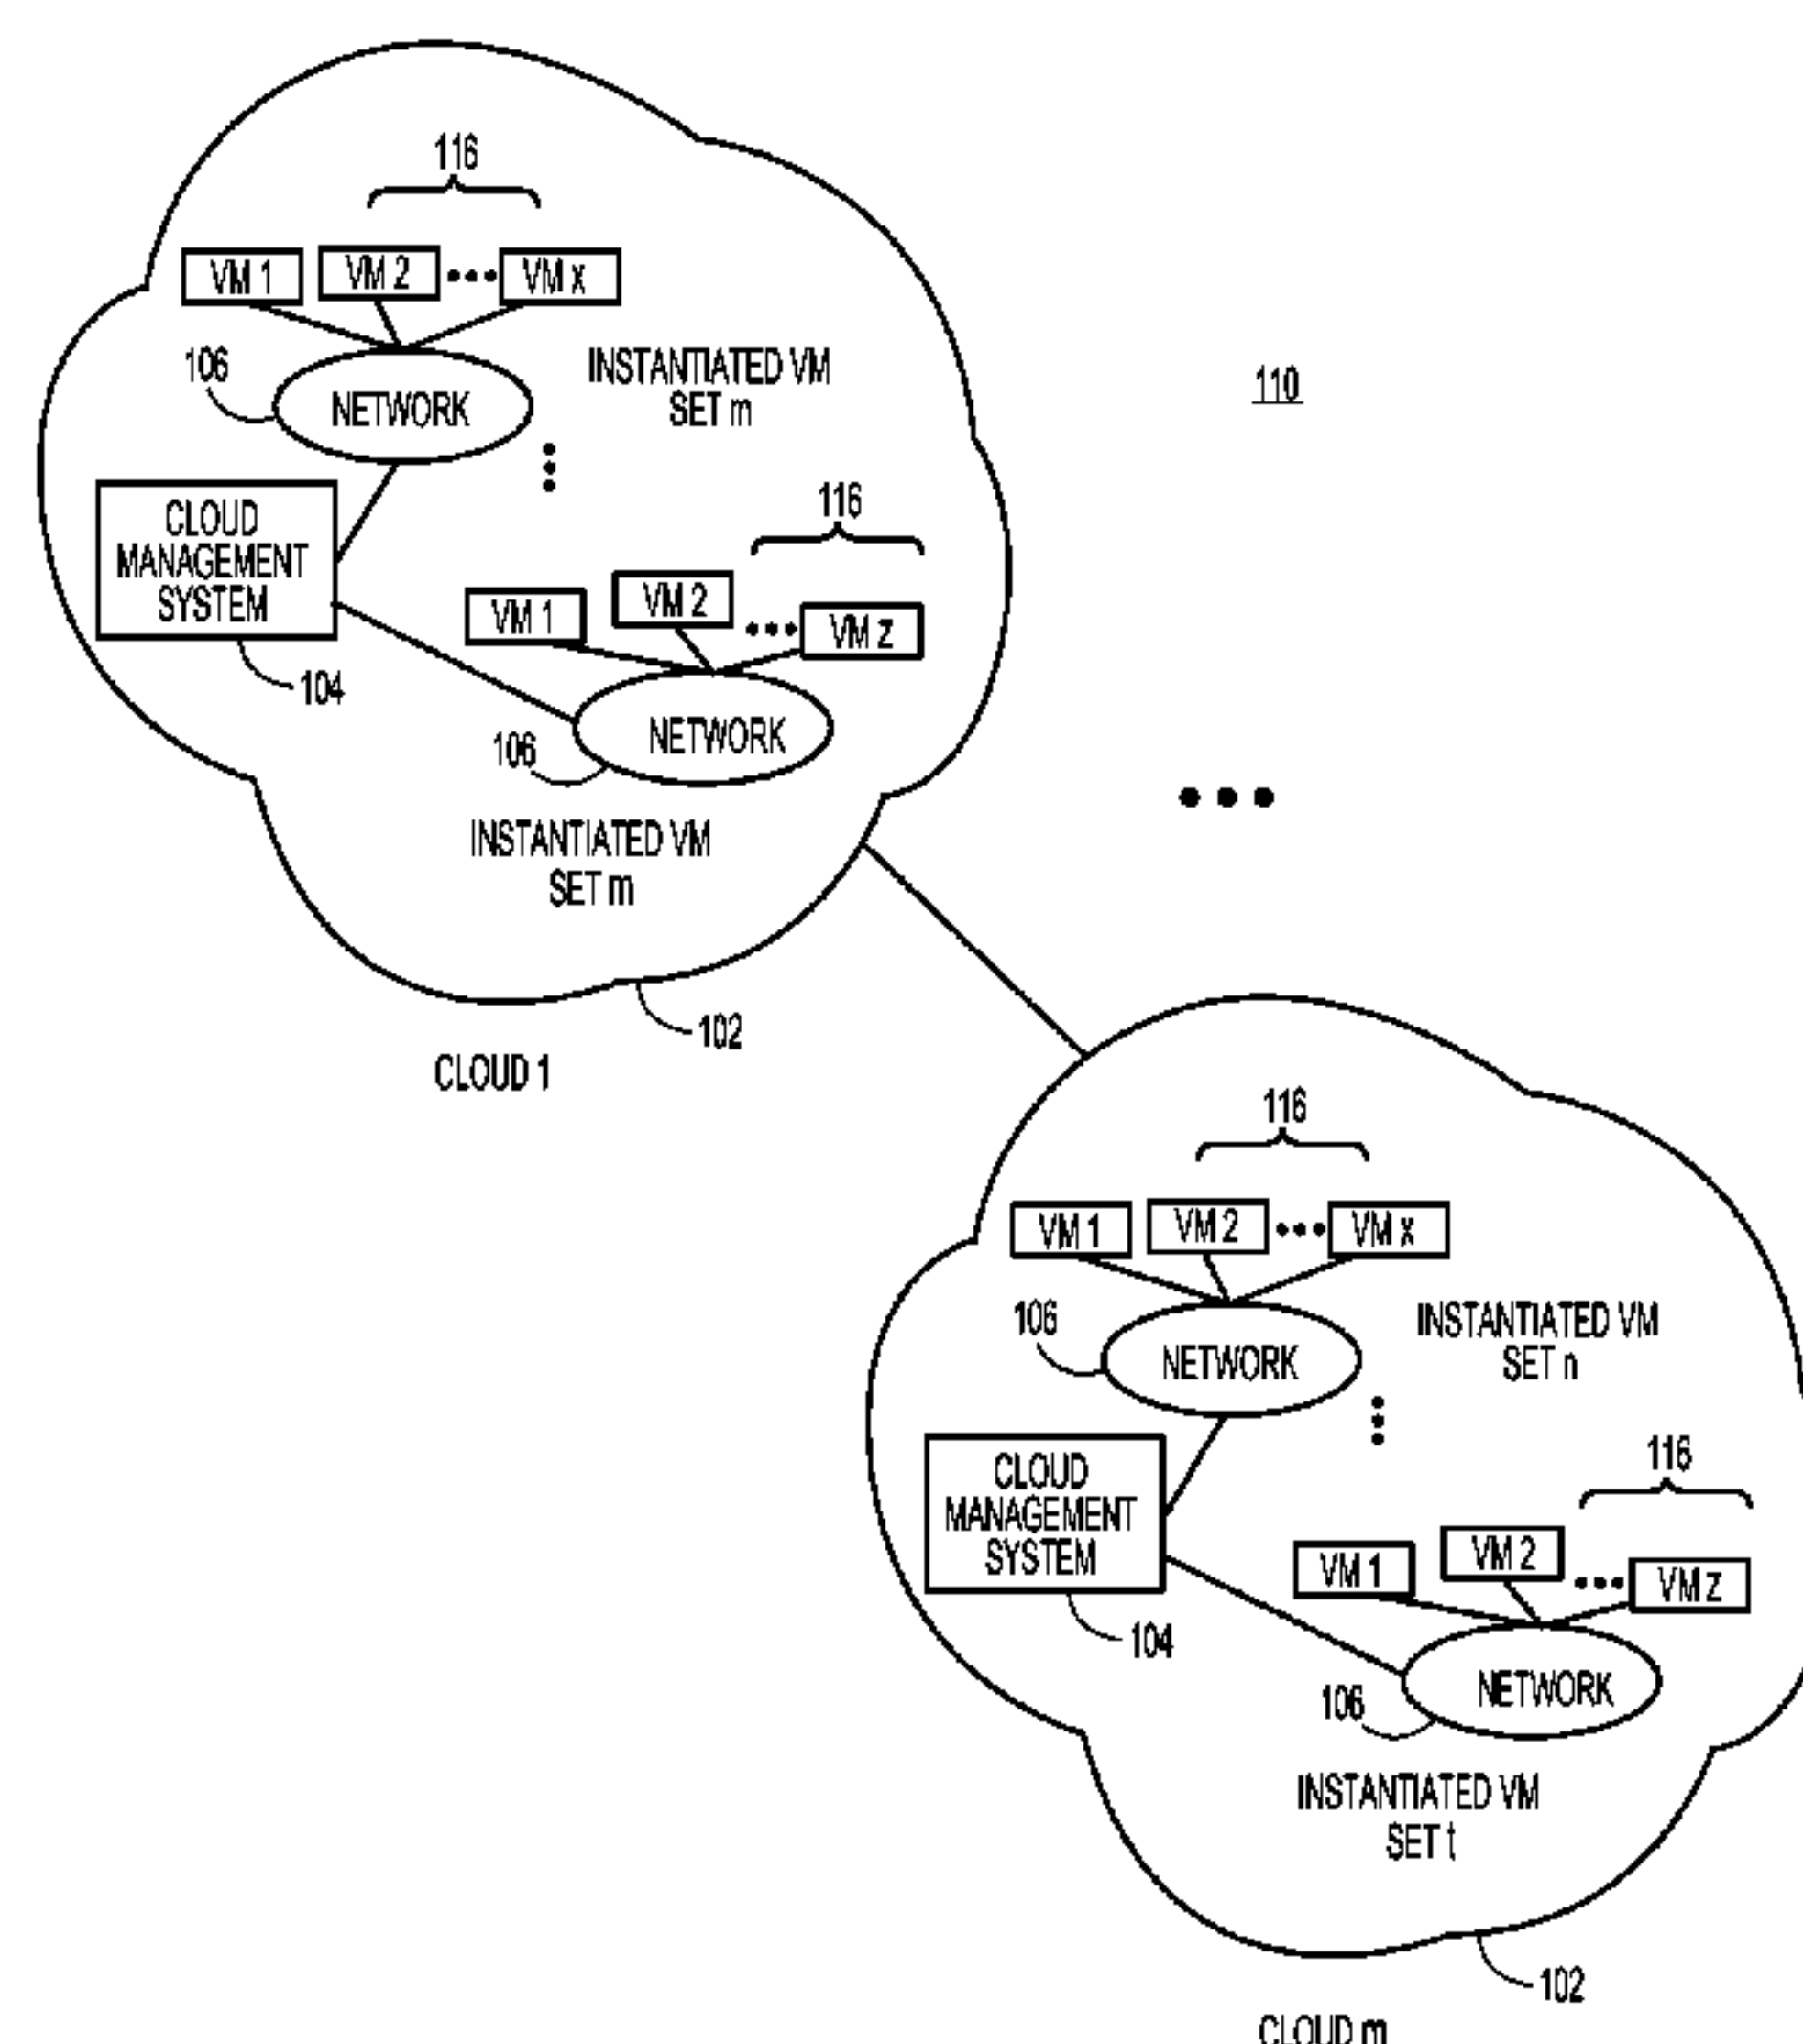 116
VM 1
VM 2
VM x
106
NETWORK
INSTANTIATED VM
SET m
110
CLOUD
MANAGEMENT
SYSTEM
104
116
VM 1
VM 2
VM z
106
NETWORK
INSTANTIATED VM
SET m
102
CLOUD 1
116
VM 1
VM 2
VM x
106
NETWORK
INSTANTIATED VM
SET n
CLOUD
MANAGEMENT
SYSTEM
104
116
VM 1
VM 2
VM z
106
NETWORK
INSTANTIATED VM
SET t
102
CLOUD m